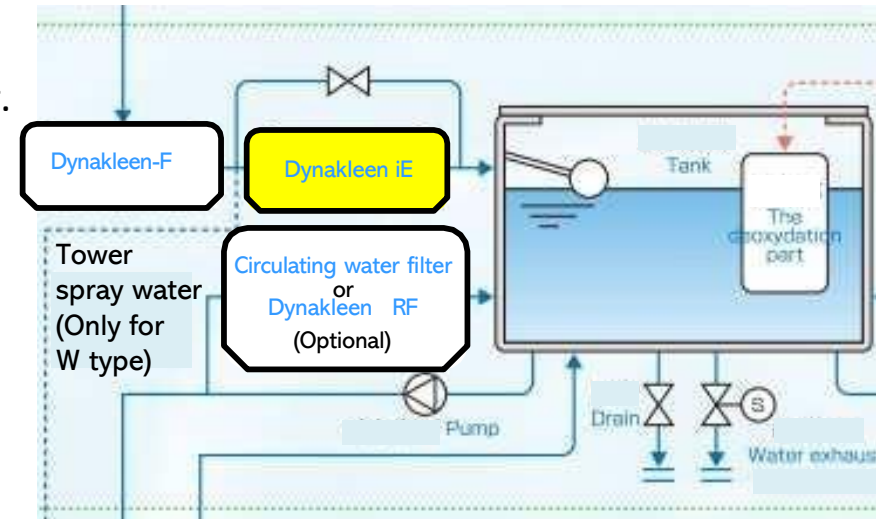 .
Dynakleen-F
Dynakleen iE
Tank
The
deoxydation
part
Tower
spray water
(Only for
W type)
Circulating water filter
or
Dynakleen RF
(Optional)
Pump
Drain
S
Water exhaus